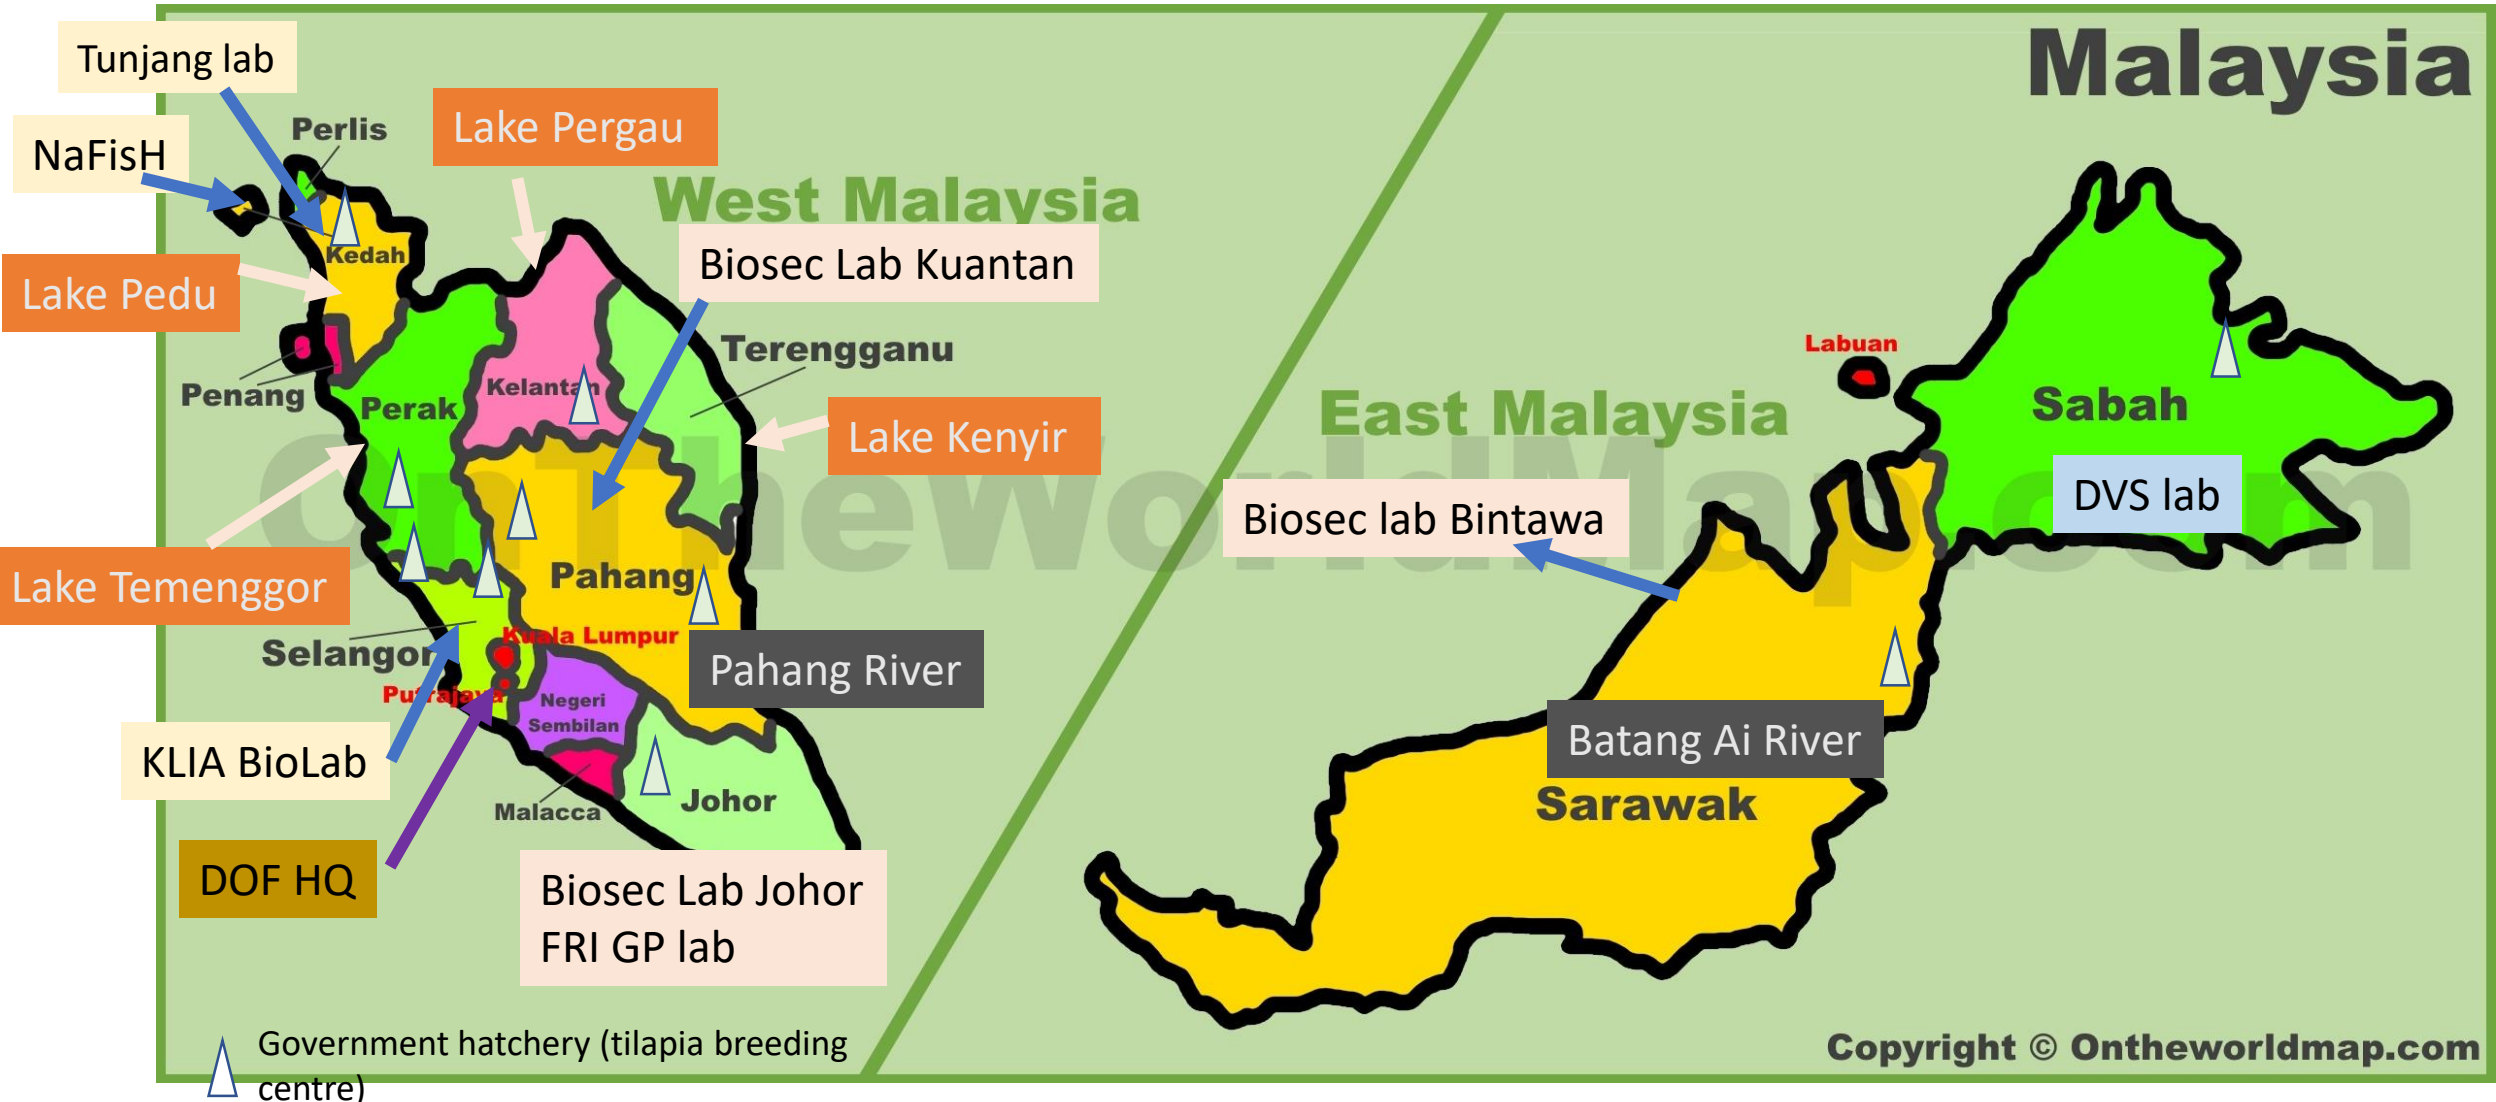 Malaysia
Tunjang lab
NaFisH
Perlis
Lake Pergau
West Malaysia
Biosec Lab Kuantan
Kedah
Lake Pedu
Terengganu
Labuan
Penang
Kelantan
Perak
Sabah
East Malaysia
Lake Kenyir
OnTheWorldMap.com
DVS lab
Biosec lab Bintawa
Lake Temenggor
Pahang
Kuala Lumpur
Selangor
Pahang River
Putrajaya
Negeri
Sembilan
Batang Ai River
KLIA BioLab
Malacca
Johor
Sarawak
DOF HQ
Biosec Lab Johor
FRI GP lab
Government hatchery (tilapia breeding
centre)
Copyright © Ontheworldmap.com